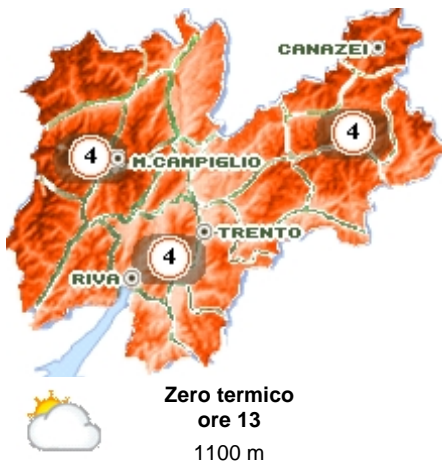 CANAZEI
4
4
M.CAMPIGLIO
TRENTO
4
RIVA
Zero termico
ore 13
1100 m